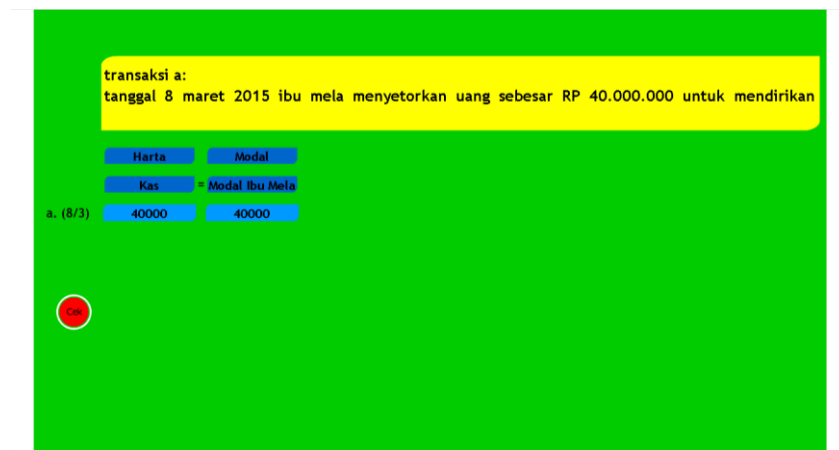 transaksi a:
tanggal 8 maret 2015 ibu mela menyetorkan uang sebesar RP 40.000.000 untuk mendirikan
Harta Modal
Kas = Modal Ibu Mela
a. (8/3) 40000 40000
Cek